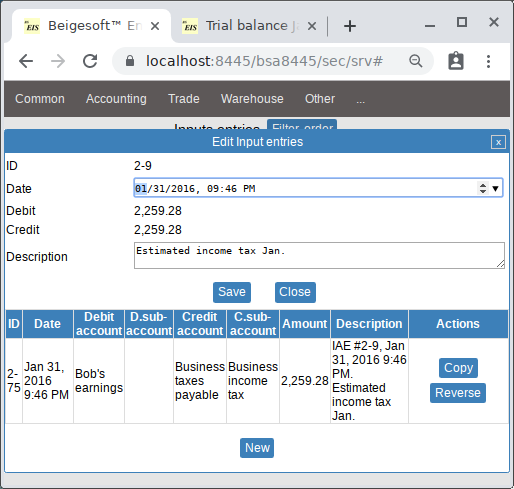 EIS Beigesoft™ En
EIS Trial balance Ja
localhost:8445/bsa8445/sec/srv#
Common Accounting Trade Warehouse Other ...
Inputs entries Filter, order
Edit Input entries x
ID 2-9
Date 01/31/2016, 09:46 PM
Debit 2,259.28
Credit 2,259.28
Description Estimated income tax Jan.
Save Close
ID Date Debit account D.sub-account Credit account C.sub-account Amount Description Actions
2-75 Jan 31, 2016 9:46 PM Bob's earnings Business taxes payable Business income tax 2,259.28 IAE #2-9, Jan 31, 2016 9:46 PM. Estimated income tax Jan. Copy Reverse
New